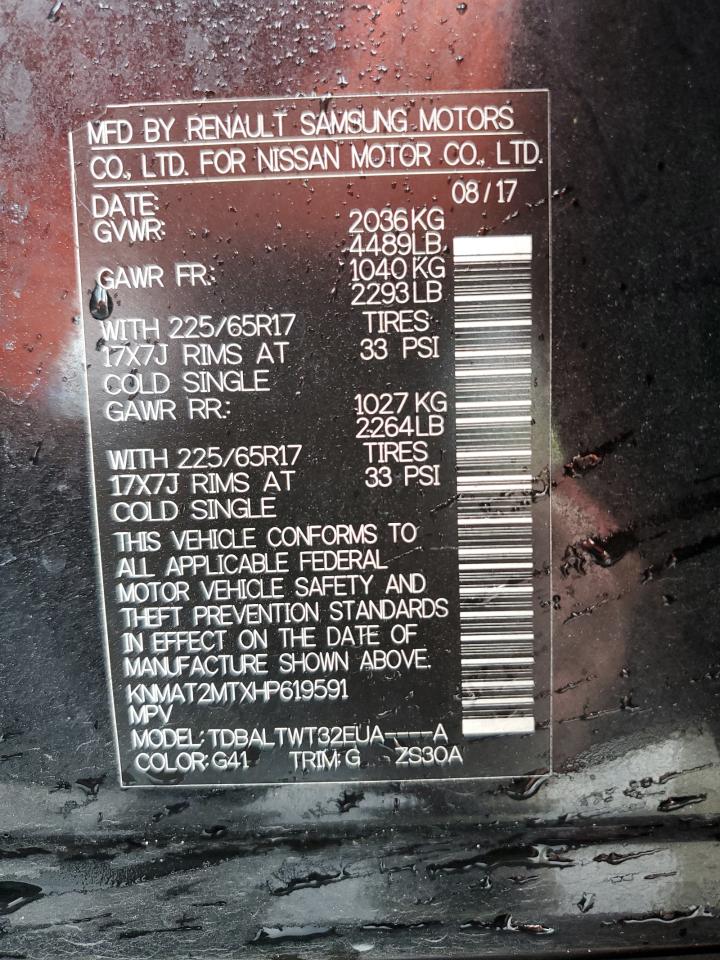 MFD BY RENAULT SAMSUNG MOTORS
CO., LTD. FOR NISSAN MOTOR CO., LTD.
DATE: 08/17
GVWR: 2036KG
4489LB
GAWR FR: 1040KG
2293LB
WITH 225/65R17 TIRES
17X7J RIMS AT 33 PSI
COLD SINGLE
GAWR RR: 1027KG
2264LB
WITH 225/65R17 TIRES
17X7J RIMS AT 33 PSI
COLD SINGLE
THIS VEHICLE CONFORMS TO
ALL APPLICABLE FEDERAL
MOTOR VEHICLE SAFETY AND
THEFT PREVENTION STANDARDS
IN EFFECT ON THE DATE OF
MANUFACTURE SHOWN ABOVE.
KNMAT2MTXHP619591
MPV
MODEL: TDBALTWT32EUA----A
COLOR: G41 TRIM: G ZS30A